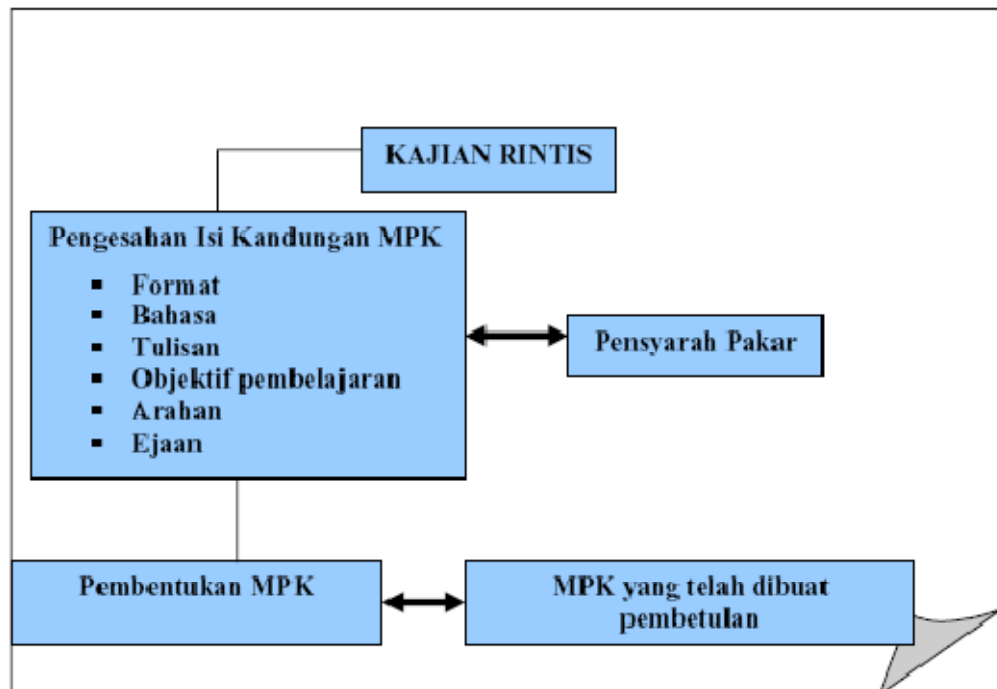 KAJIAN RINTIS
Pengesahan Isi Kandungan MPK
▪ Format
▪ Bahasa
▪ Tulisan
▪ Objektif pembelajaran
▪ Arahan
▪ Ejaan
Pensyarah Pakar
Pembentukan MPK
MPK yang telah dibuat
pembetulan